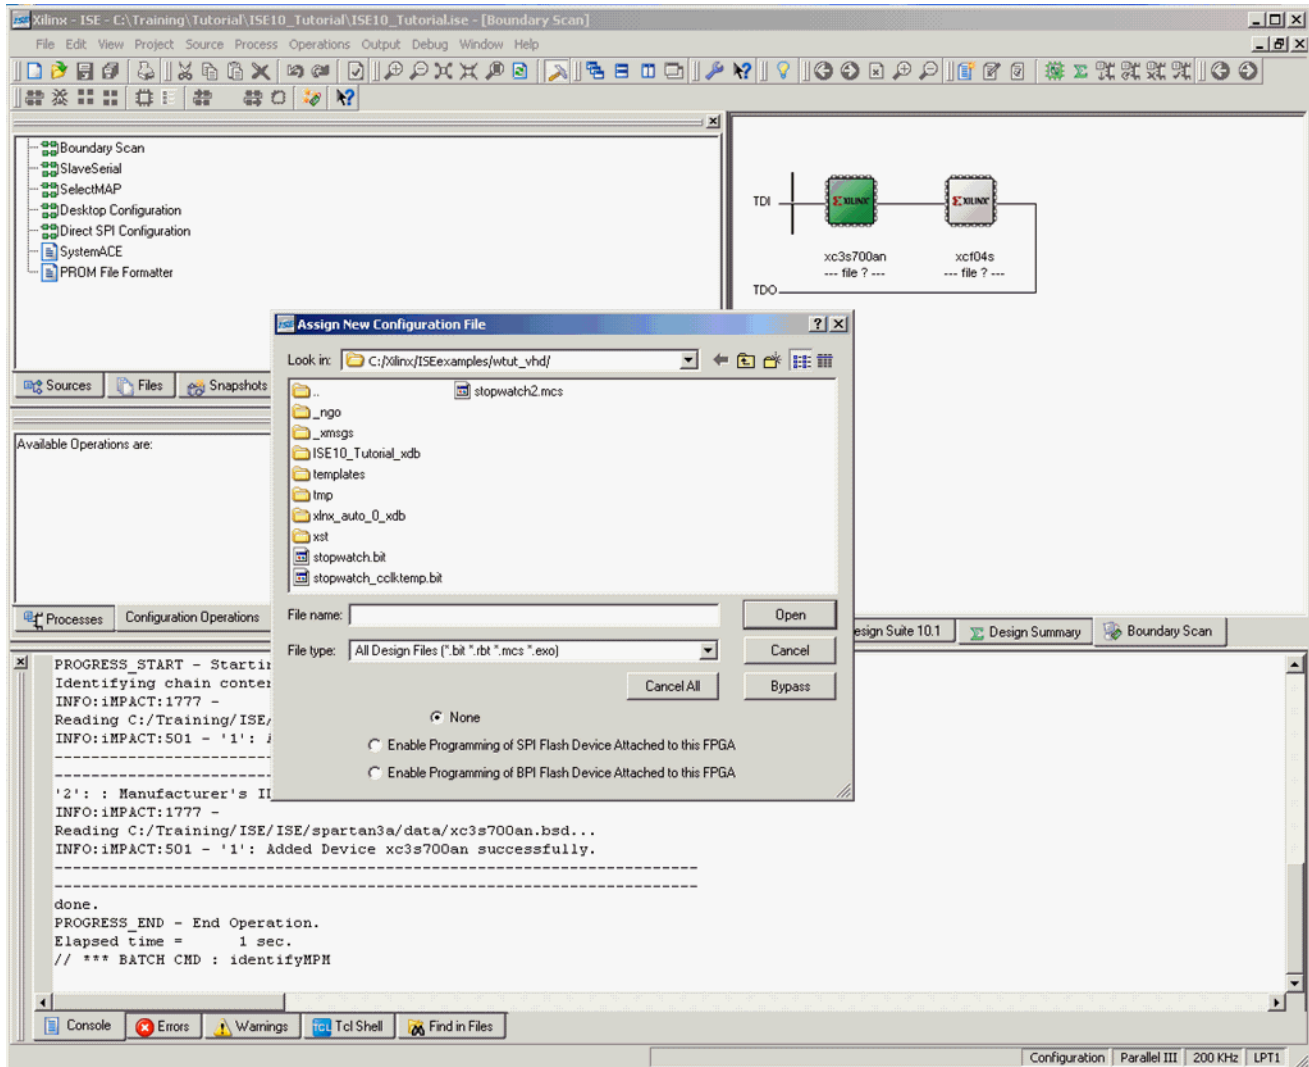 Xilinx - ISE - C:\Training\Tutorial\ISE10_Tutorial\ISE10_Tutorial.ise - [Boundary Scan]
File Edit View Project Source Process Operations Output Debug Window Help
Boundary Scan
SlaveSerial
SelectMAP
Desktop Configuration
Direct SPI Configuration
SystemACE
PROM File Formatter
Sources Files Snapshots
TDI
XILINX XILINX
xc3s700an xcf04s
--- file ? --- --- file ? ---
TDO
Assign New Configuration File
Look in: C:/Xilinx/ISEexamples/wtut_vhd/
..
_ngo
_xmsgs
ISE10_Tutorial_xdb
templates
tmp
xlnx_auto_0_xdb
xst
stopwatch.bit
stopwatch_cclktemp.bit
stopwatch2.mcs
File name: Open
File type: All Design Files (*.bit *.rbt *.mcs *.exo) Cancel
Cancel All Bypass
None
Enable Programming of SPI Flash Device Attached to this FPGA
Enable Programming of BPI Flash Device Attached to this FPGA
Available Operations are:
Processes Configuration Operations
esign Suite 10.1 Design Summary Boundary Scan
PROGRESS_START - Startin
Identifying chain conten
INFO:iMPACT:1777 -
Reading C:/Training/ISE/
INFO:iMPACT:501 - '1': A
----------------------------------------------------------------------
----------------------------------------------------------------------
'2': : Manufacturer's ID
INFO:iMPACT:1777 -
Reading C:/Training/ISE/ISE/spartan3a/data/xc3s700an.bsd...
INFO:iMPACT:501 - '1': Added Device xc3s700an successfully.
----------------------------------------------------------------------
----------------------------------------------------------------------
done.
PROGRESS_END - End Operation.
Elapsed time =      1 sec.
// *** BATCH CMD : identifyMPM
Console Errors Warnings Tcl Shell Find in Files
Configuration Parallel III 200 KHz LPT1